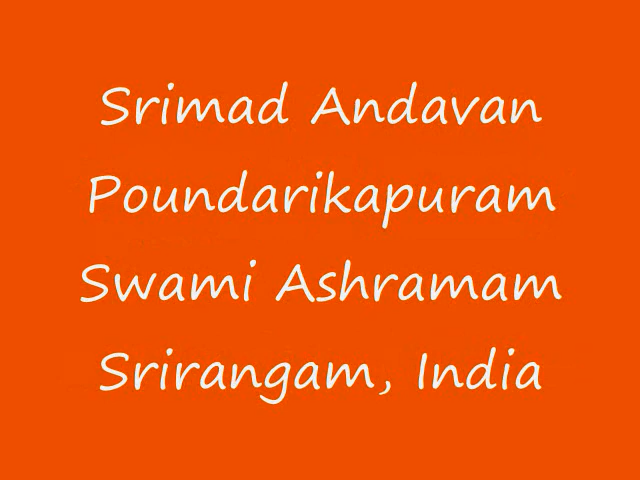 Srimad Andavan
Poundarikapuram
Swami Ashramam
Srirangam, India